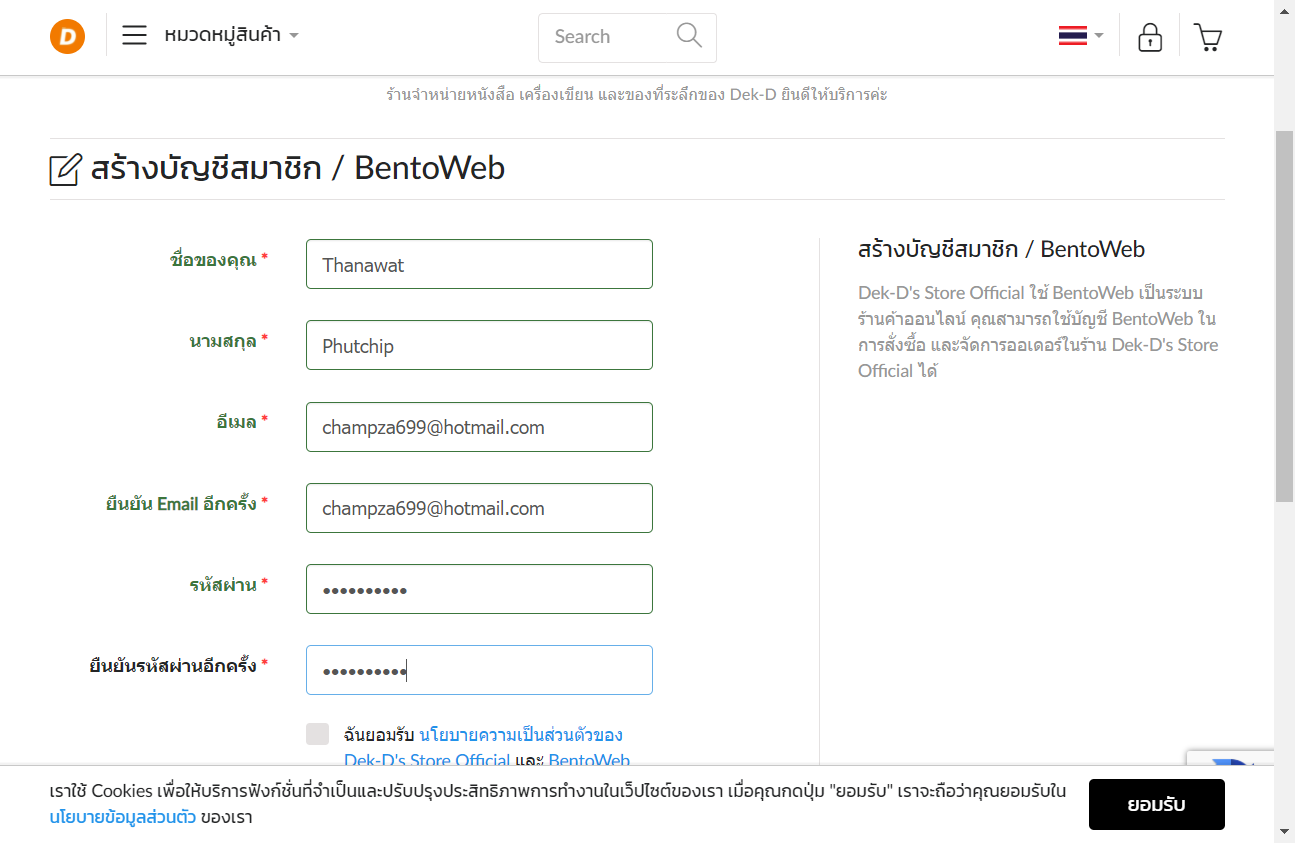 D
หมวดหมู่สินค้า
Search
ร้านจำหน่ายหนังสือ เครื่องเขียน และของที่ระลึกของ Dek-D ยินดีให้บริการค่ะ
สร้างบัญชีสมาชิก / BentoWeb
ชื่อของคุณ *
Thanawat
นามสกุล *
Phutchip
อีเมล *
champza699@hotmail.com
ยืนยัน Email อีกครั้ง *
champza699@hotmail.com
รหัสผ่าน *
••••••••••
ยืนยันรหัสผ่านอีกครั้ง *
••••••••••
ฉันยอมรับ นโยบายความเป็นส่วนตัวของ
Dek-D's Store Official และ BentoWeb
สร้างบัญชีสมาชิก / BentoWeb
Dek-D's Store Official ใช้ BentoWeb เป็นระบบ
ร้านค้าออนไลน์ คุณสามารถใช้บัญชี BentoWeb ใน
การสั่งซื้อ และจัดการออเดอร์ในร้าน Dek-D's Store
Official ได้
เราใช้ Cookies เพื่อให้บริการฟังก์ชั่นที่จำเป็นและปรับปรุงประสิทธิภาพการทำงานในเว็ปไซต์ของเรา เมื่อคุณกดปุ่ม "ยอมรับ" เราจะถือว่าคุณยอมรับใน
นโยบายข้อมูลส่วนตัว ของเรา
ยอมรับ